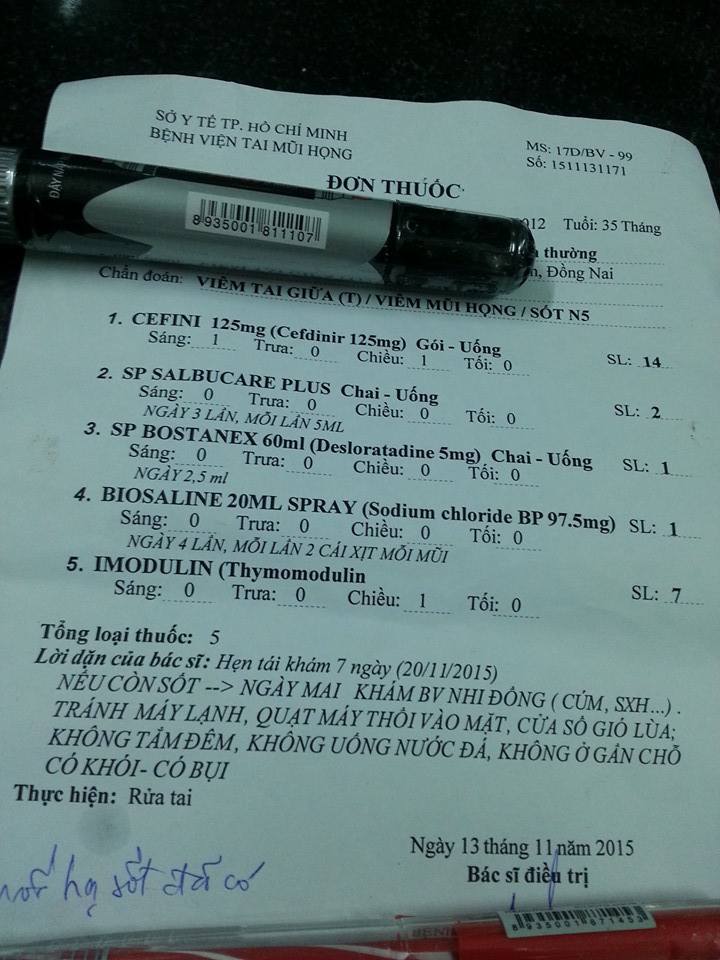 SỞ Y TẾ TP. HỒ CHÍ MINH
BỆNH VIỆN TAI MŨI HỌNG
MS: 17D/BV - 99
Số: 1511131171
ĐƠN THUỐC
ĐÂY NẮ
8 935001 811107
012 Tuổi: 35 Tháng
thường
Đồng Nai
Chẩn đoán: VIÊM TAI GIỮA (T) / VIÊM MŨI HỌNG / SỐT N5
1. CEFINI 125mg (Cefdinir 125mg) Gói - Uống SL: 14
Sáng: 1 Trưa: 0 Chiều: 1 Tối: 0
2. SP SALBUCARE PLUS Chai - Uống SL: 2
Sáng: 0 Trưa: 0 Chiều: 0 Tối: 0
NGÀY 3 LẦN, MỖI LẦN 5ML
3. SP BOSTANEX 60ml (Desloratadine 5mg) Chai - Uống SL: 1
Sáng: 0 Trưa: 0 Chiều: 0 Tối: 0
NGÀY 2,5 ml
4. BIOSALINE 20ML SPRAY (Sodium chloride BP 97.5mg) SL: 1
Sáng: 0 Trưa: 0 Chiều: 0 Tối: 0
NGÀY 4 LẦN, MỖI LẦN 2 CÁI XỊT MỖI MŨI
5. IMODULIN (Thymomodulin SL: 7
Sáng: 0 Trưa: 0 Chiều: 1 Tối: 0
Tổng loại thuốc: 5
Lời dặn của bác sĩ: Hẹn tái khám 7 ngày (20/11/2015)
NẾU CÒN SỐT --> NGÀY MAI KHÁM BV NHI ĐỒNG ( CÚM, SXH...) .
TRÁNH MÁY LẠNH, QUẠT MÁY THỔI VÀO MẶT, CỬA SỔ GIÓ LÙA;
KHÔNG TẮM ĐÊM, KHÔNG UỐNG NƯỚC ĐÁ, KHÔNG Ở GẦN CHỖ
CÓ KHÓI- CÓ BỤI
Thực hiện: Rửa tai
Ngày 13 tháng 11 năm 2015
Bác sĩ điều trị
hạ sốt đã có
8 935001 871453
BỆNH